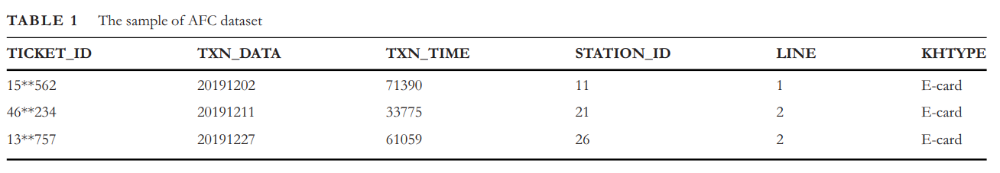 TABLE 1 The sample of AFC dataset
TICKET_ID TXN_DATA TXN_TIME STATION_ID LINE KHTYPE
15**562 20191202 71390 11 1 E-card
46**234 20191211 33775 21 2 E-card
13**757 20191227 61059 26 2 E-card